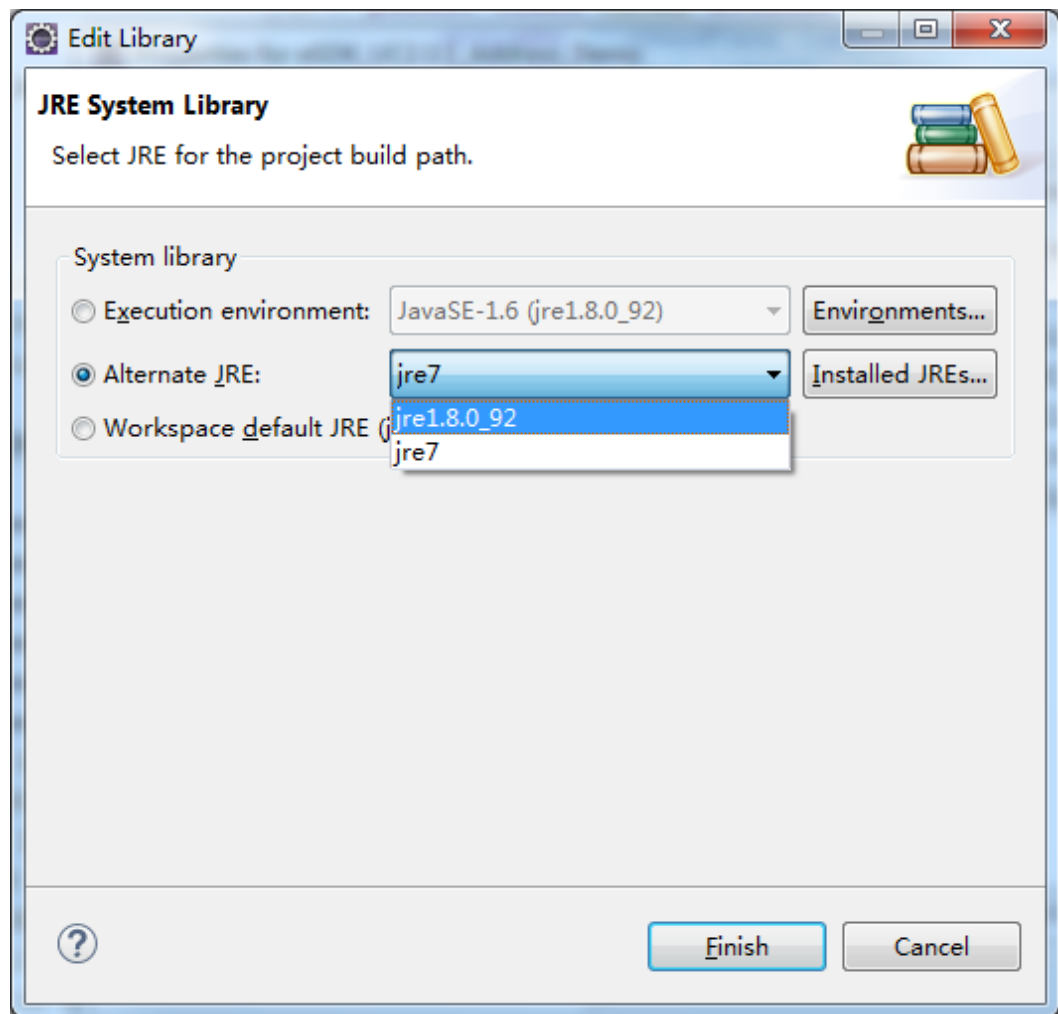 Edit Library
JRE System Library
Select JRE for the project build path.
System library
Execution environment: JavaSE-1.6 (jre1.8.0_92) Environments...
Alternate JRE: jre7 Installed JREs...
jre1.8.0_92
Workspace default JRE (j
jre7
Finish Cancel